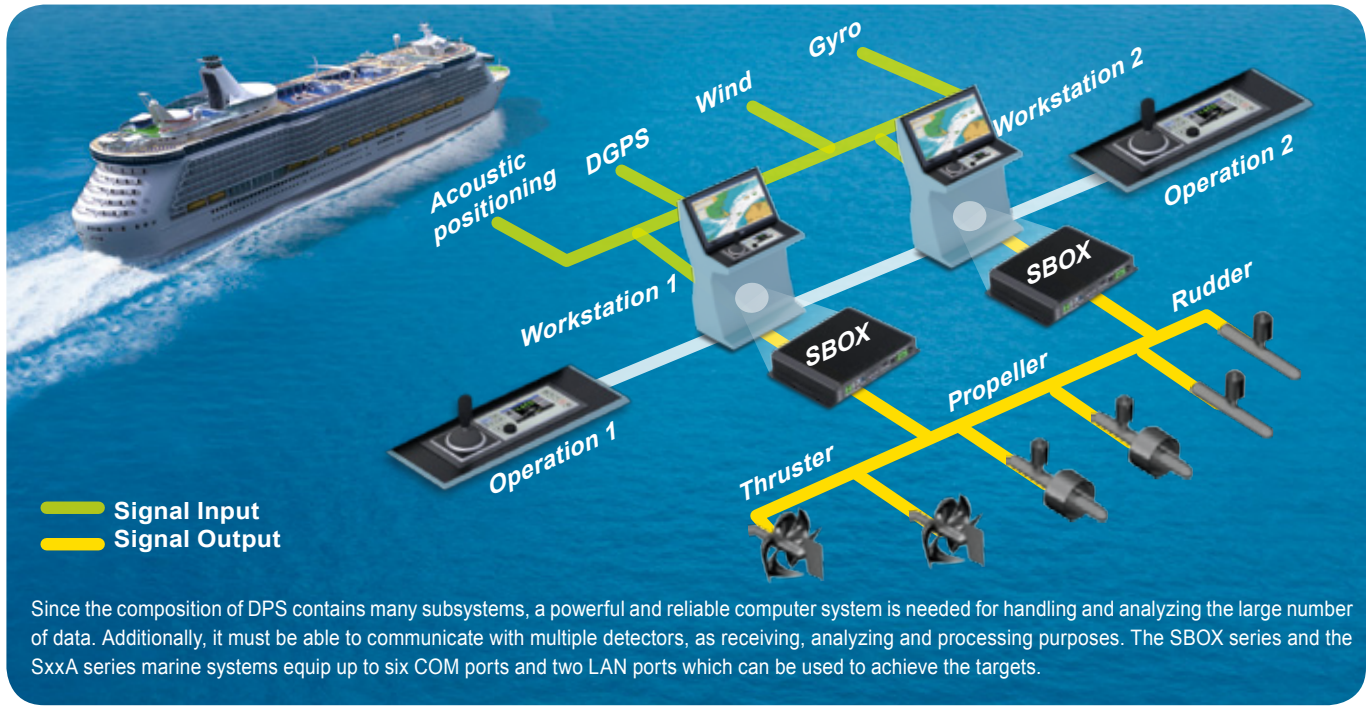 Gyro
Wind
Workstation 2
DGPS
Acoustic
positioning
Operation 2
SBOX
Workstation 1
SBOX
Rudder
Propeller
Operation 1
Thruster
Signal Input
Signal Output
Since the composition of DPS contains many subsystems, a powerful and reliable computer system is needed for handling and analyzing the large number
of data. Additionally, it must be able to communicate with multiple detectors, as receiving, analyzing and processing purposes. The SBOX series and the
SxxA series marine systems equip up to six COM ports and two LAN ports which can be used to achieve the targets.